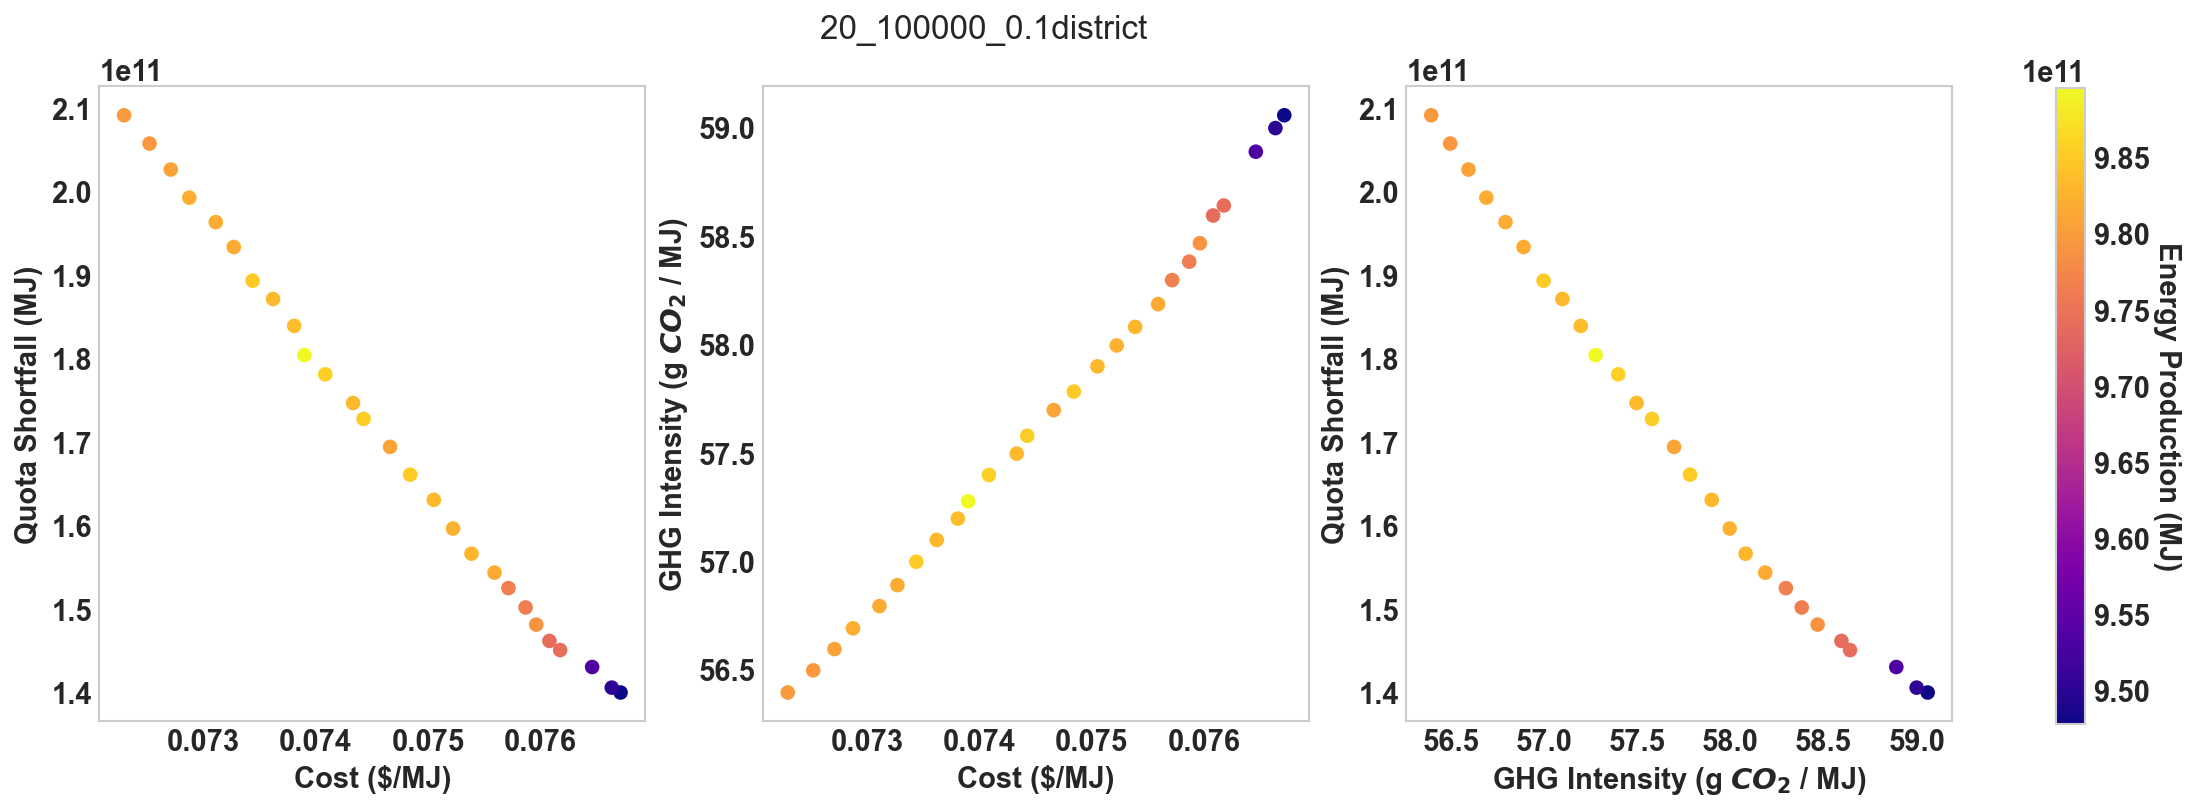 20_100000_0.1district
1e11
2.1
2.0
1.9
1.8
1.7
1.6
1.5
1.4
Quota Shortfall (MJ)
0.073 0.074 0.075 0.076
Cost ($/MJ)
59.0
58.5
58.0
57.5
57.0
56.5
GHG Intensity (g CO₂ / MJ)
0.073 0.074 0.075 0.076
Cost ($/MJ)
1e11
2.1
2.0
1.9
1.8
1.7
1.6
1.5
1.4
Quota Shortfall (MJ)
56.5 57.0 57.5 58.0 58.5 59.0
GHG Intensity (g CO₂ / MJ)
1e11
9.85
9.80
9.75
9.70
9.65
9.60
9.55
9.50
Energy Production (MJ)